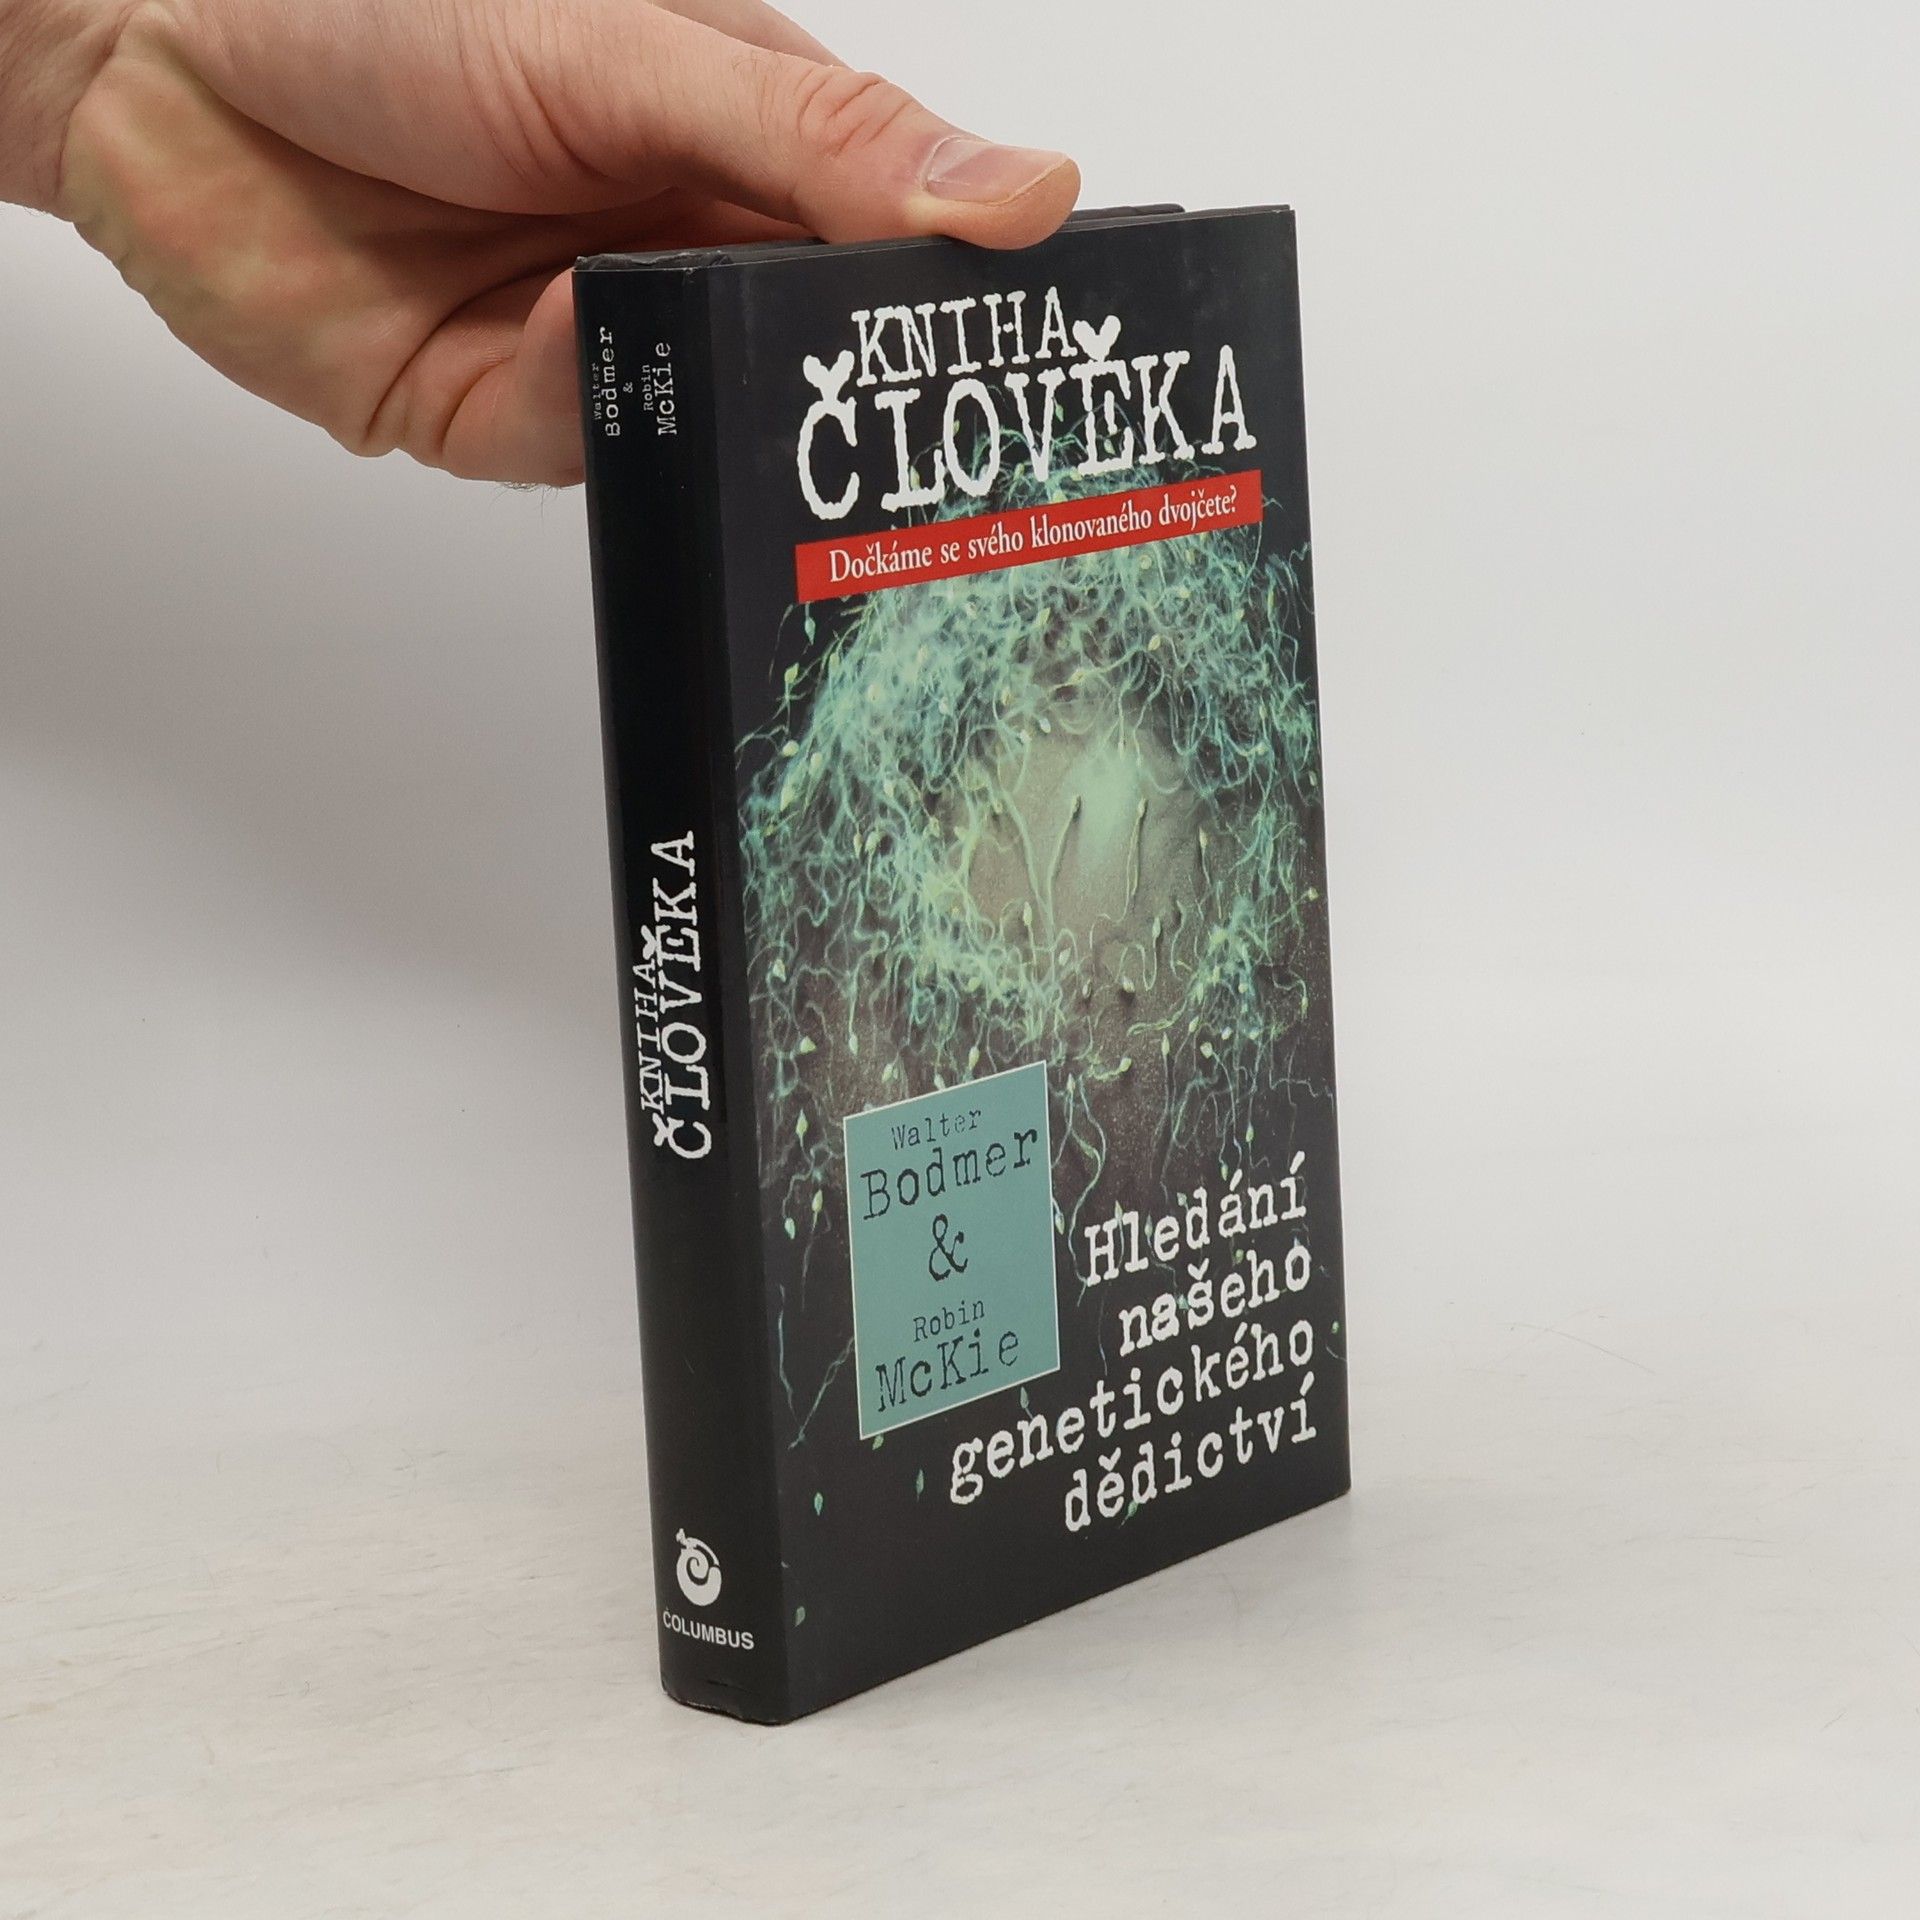 Walter
Bodmer
&
Robin
McKie
KNIHA
ČLOVĚKA
COLUMBUS
KNIHA
ČLOVĚKA
Dočkáme se svého klonovaného dvojčete?
Walter
Bodmer
&
Robin
McKie
Hledání
našeho
genetického
dědictví